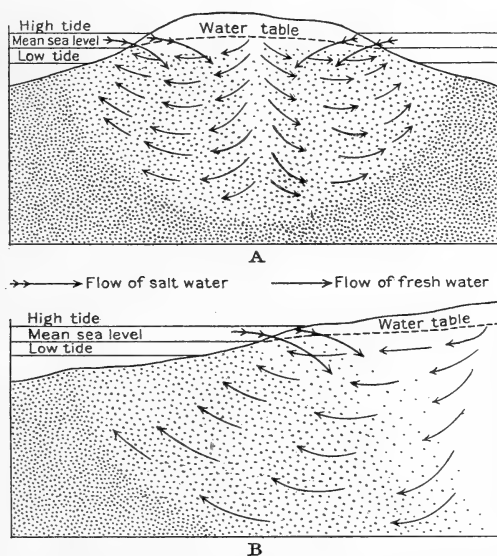 High tide
Water table
Mean sea level
Low tide
A
Flow of salt water
Flow of fresh water
High tide
Mean sea level
Water table
Low tide
B